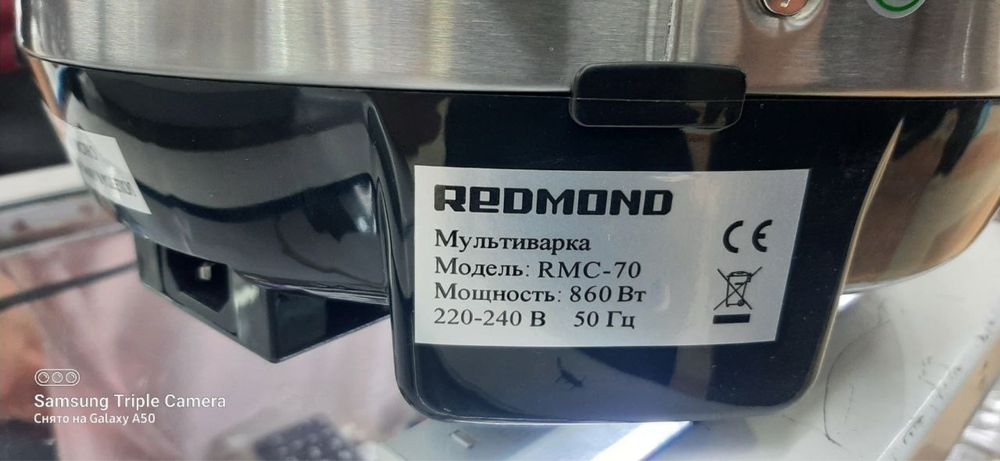 REDMOND
Мультиварка
Модель: RMC-70
Мощность: 860 Вт
220-240 В 50 Гц
CE
Samsung Triple Camera
Снято на Galaxy A50